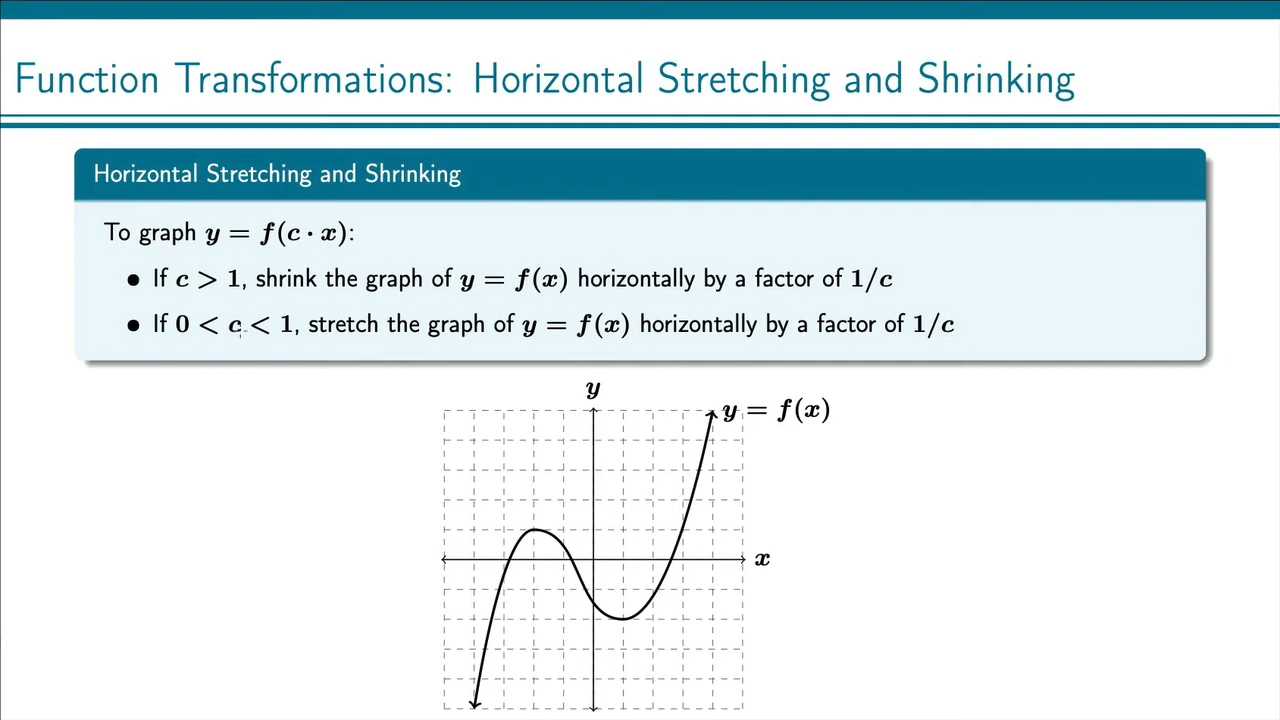 Function Transformations: Horizontal Stretching and Shrinking
Horizontal Stretching and Shrinking
To graph y = f(c · x):
• If c > 1, shrink the graph of y = f(x) horizontally by a factor of 1/c
• If 0 < c < 1, stretch the graph of y = f(x) horizontally by a factor of 1/c
y
y = f(x)
x